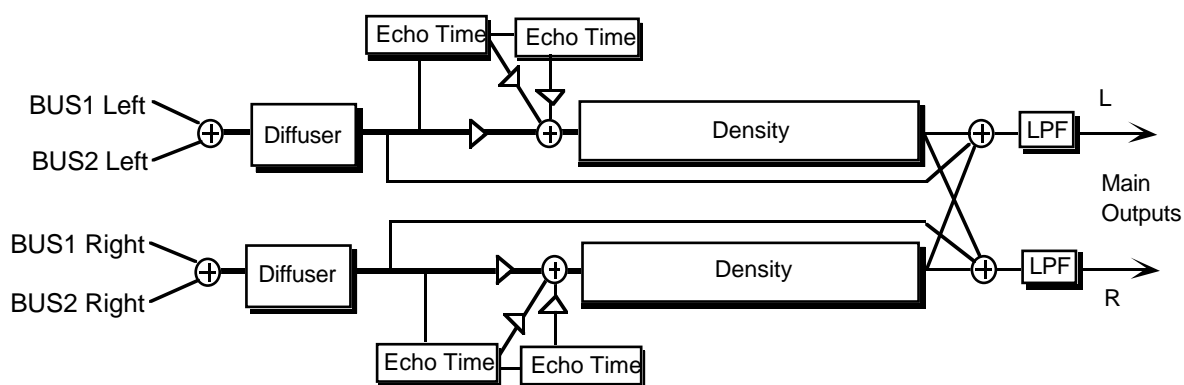 Echo Time
Echo Time
BUS1 Left
BUS2 Left
Diffuser
Density
LPF
L
Main
Outputs
BUS1 Right
BUS2 Right
Diffuser
Density
LPF
R
Echo Time
Echo Time